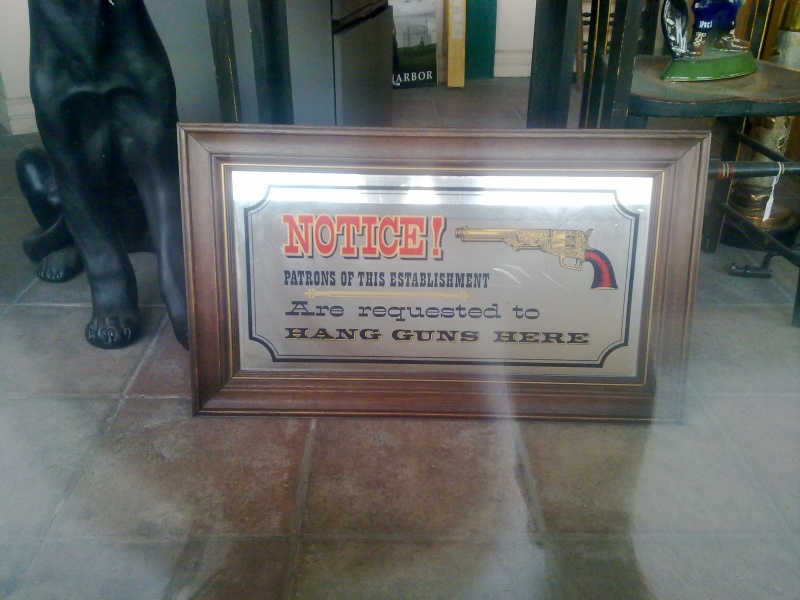 ARBOR
NOTICE!
PATRONS OF THIS ESTABLISHMENT
Are requested to
HANG GUNS HERE